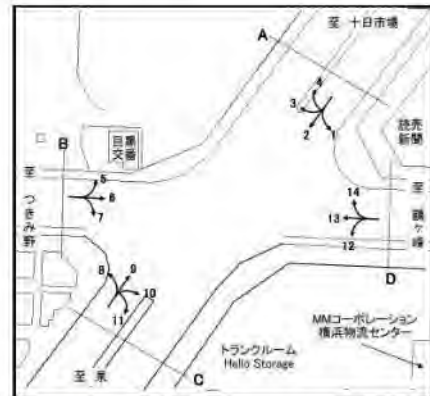 至 十日市場
A
4
3
2
1
読売
新聞
目黒
交番
B
至
つきみ野
5
6
7
14
13
12
至
鶴ヶ峰
D
8
9
10
11
MMコーポレーション
横浜物流センター
トランクルーム
Hello Storage
至 東
C